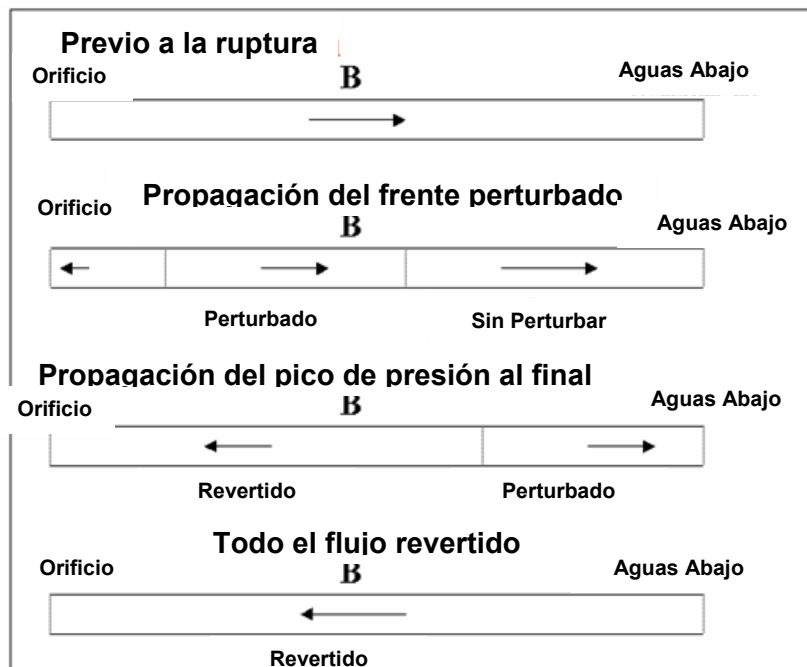 Previo a la ruptura
Orificio
B
Aguas Abajo
Propagación del frente perturbado
Orificio
B
Aguas Abajo
Perturbado
Sin Perturbar
Propagación del pico de presión al final
Orificio
B
Aguas Abajo
Revertido
Perturbado
Todo el flujo revertido
Orificio
B
Aguas Abajo
Revertido